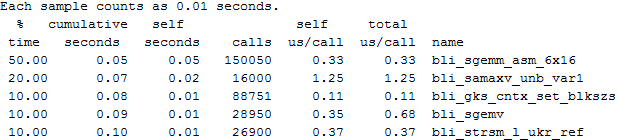 Each sample counts as 0.01 seconds.
% cumulative self self total
time seconds seconds calls us/call us/call name
50.00 0.05 0.05 150050 0.33 0.33 bli_sgemm_asm_6x16
20.00 0.07 0.02 16000 1.25 1.25 bli_samaxv_unb_var1
10.00 0.08 0.01 88751 0.11 0.11 bli_gks_cntx_set_blkszs
10.00 0.09 0.01 28950 0.35 0.68 bli_sgemv
10.00 0.10 0.01 26900 0.37 0.37 bli_strsm_l_ukr_ref